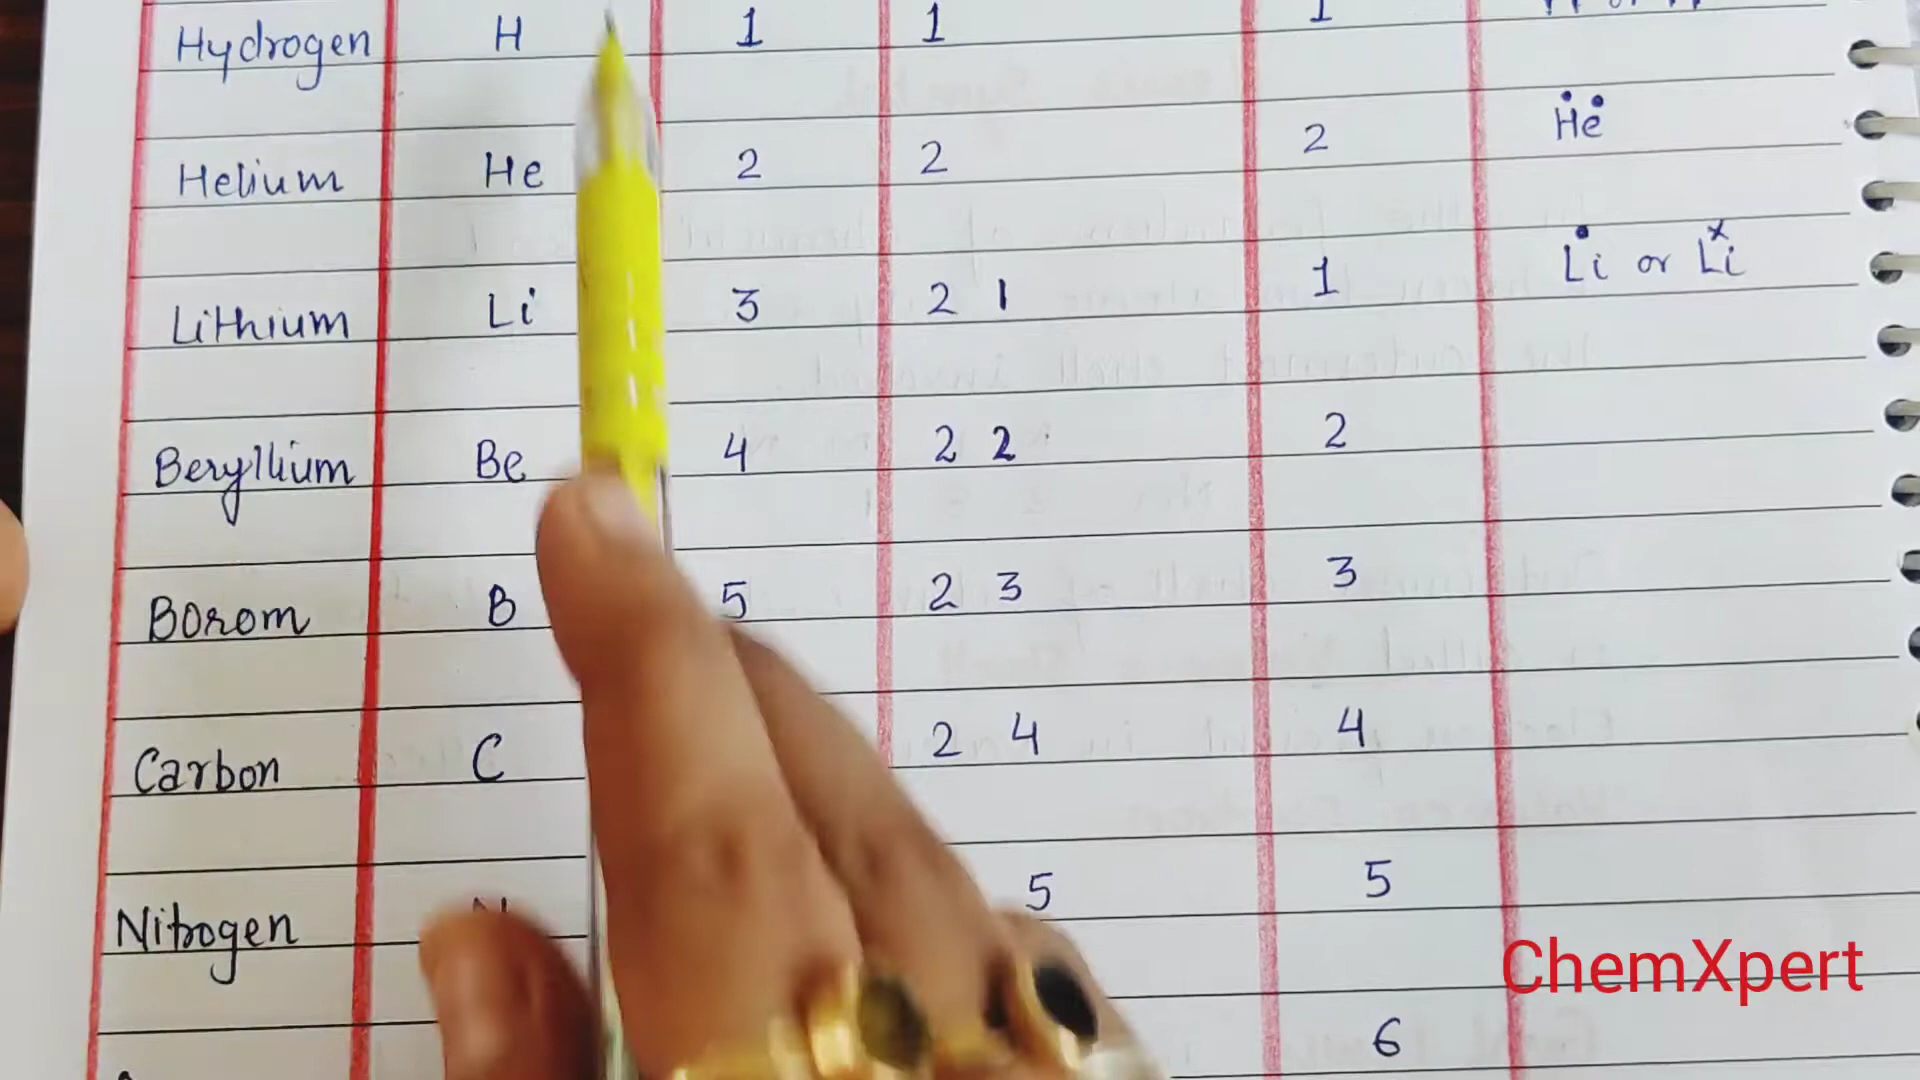 Hydrogen H 1 1 1
Helium He 2 2 2 He
Lithium Li 3 2 1 1 Li or Li
Beryllium Be 4 2 2 2
Borom B 5 2 3 3
Carbon C 2 4 4
Nitrogen N 5 5
6
ChemXpert